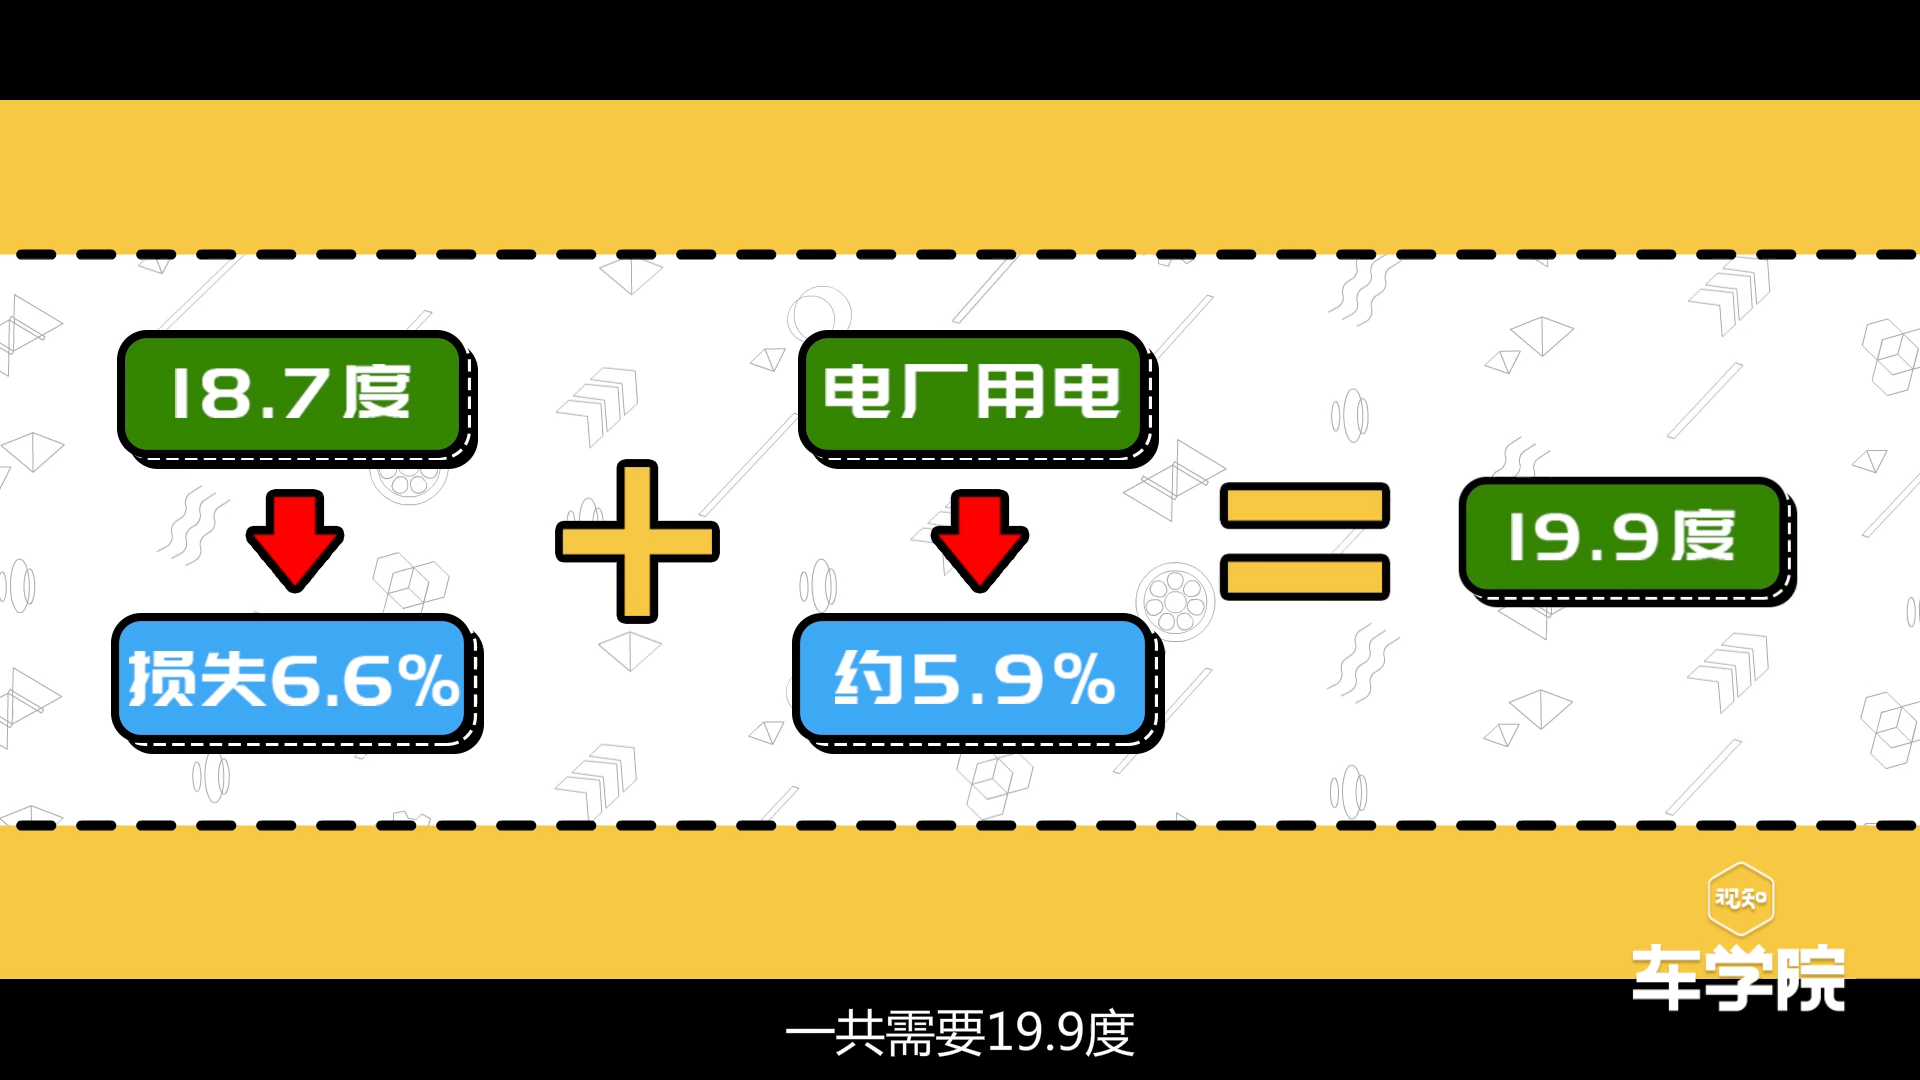 18.7度
电厂用电
19.9度
损失6.6%
约5.9%
视知
车学院
一共需要19.9度